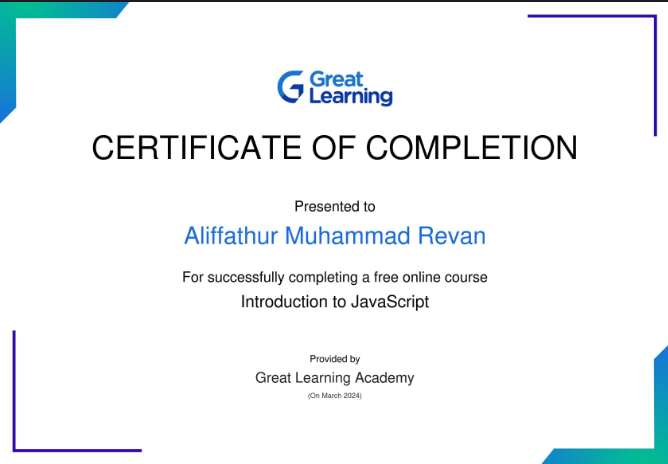 Great
Learning
CERTIFICATE OF COMPLETION
Presented to
Aliffathur Muhammad Revan
For successfully completing a free online course
Introduction to JavaScript
Provided by
Great Learning Academy
(On March 2024)